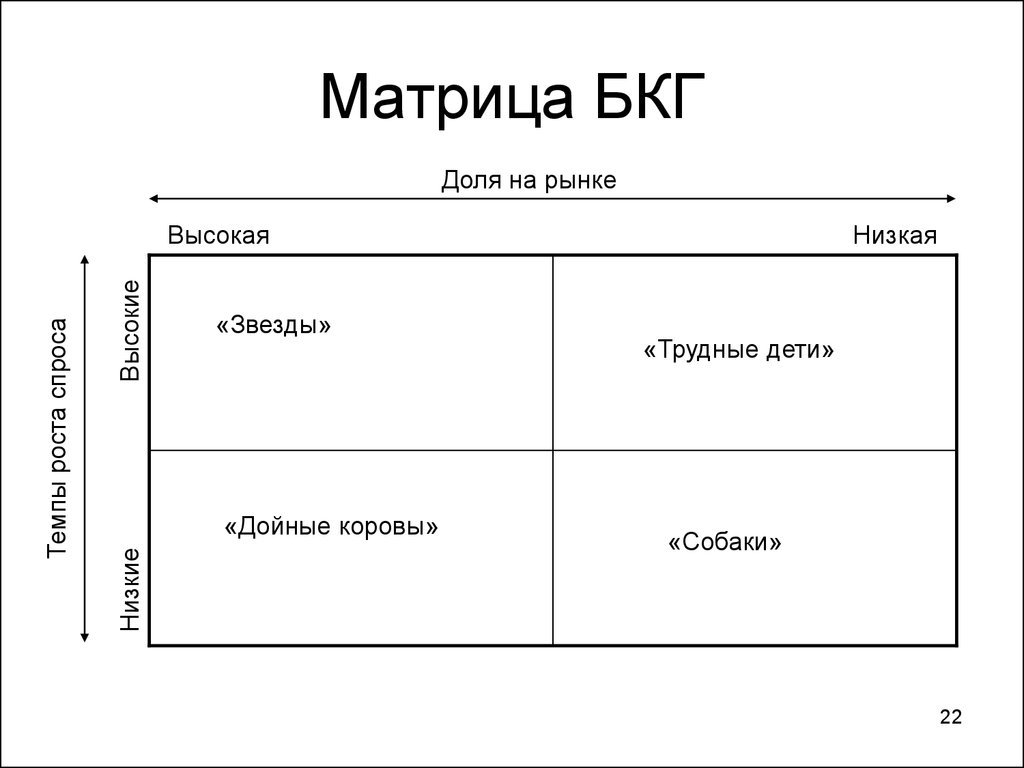 Матрица БКГ
Доля на рынке
Высокая
Низкая
Темпы роста спроса
Высокие
«Звезды»
«Трудные дети»
Низкие
«Дойные коровы»
«Собаки»
22